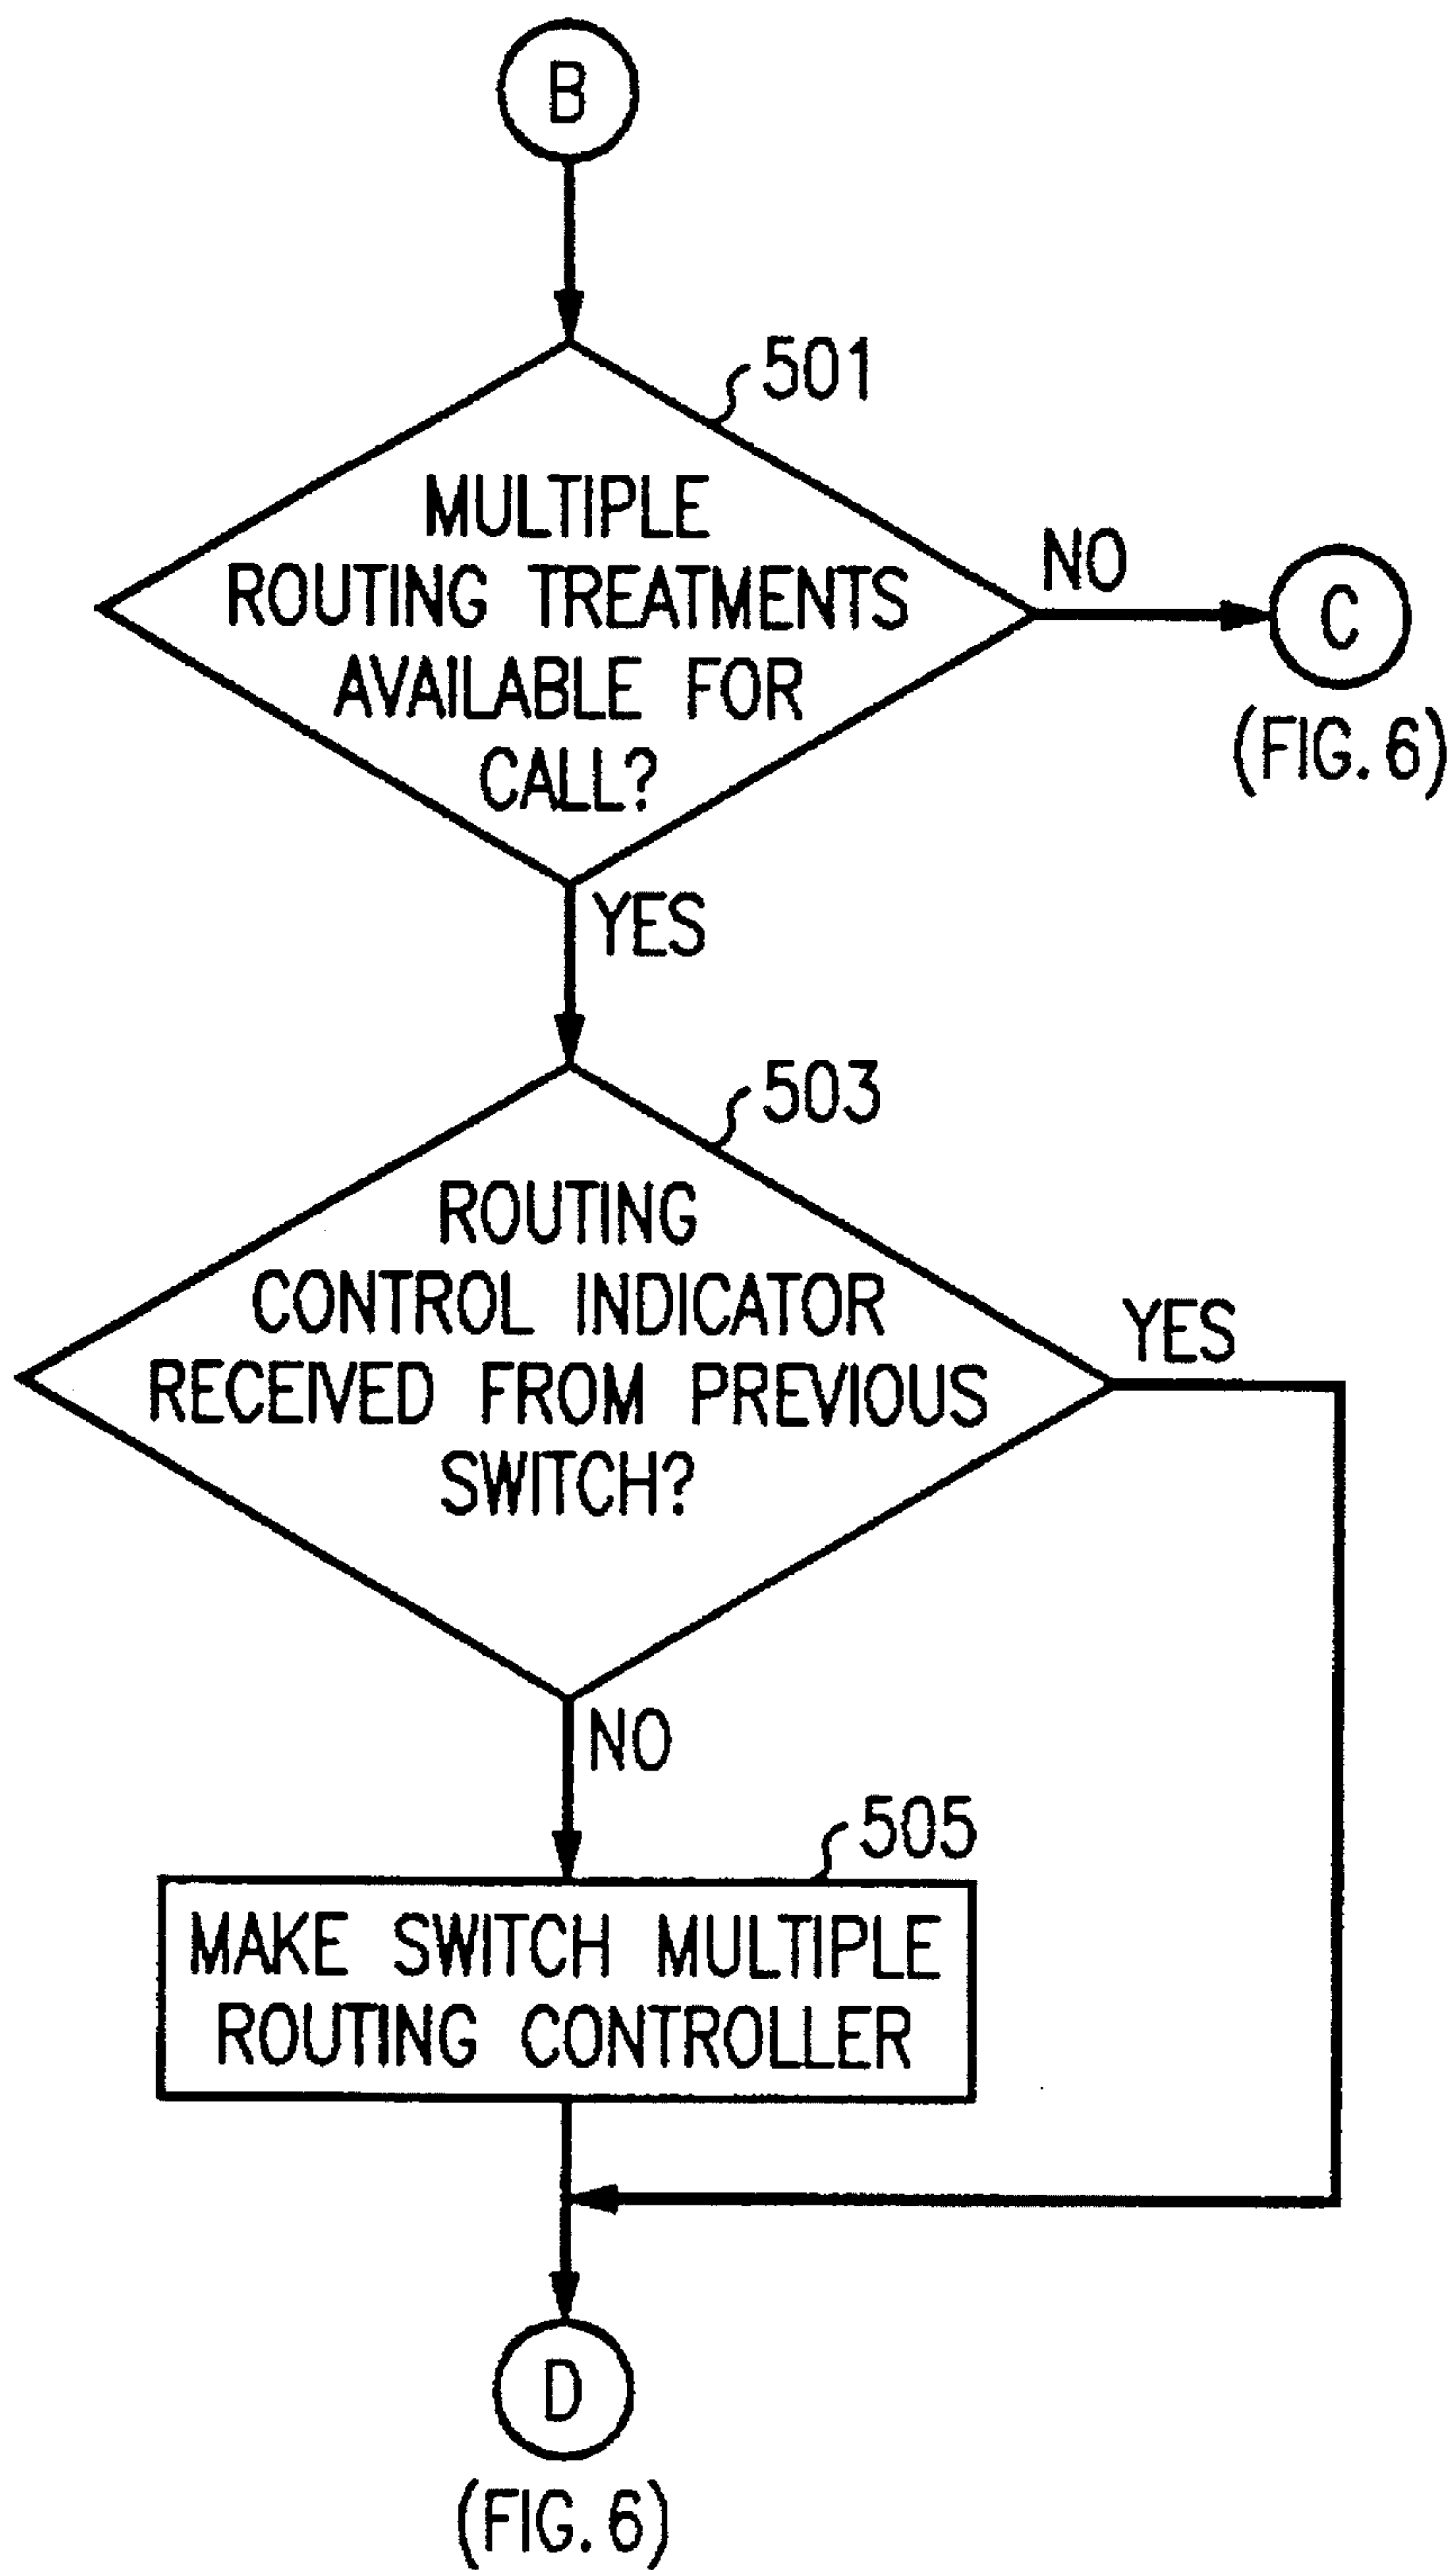 B
501
MULTIPLE
ROUTING TREATMENTS
AVAILABLE FOR
CALL?
NO
C
(FIG. 6)
YES
503
ROUTING
CONTROL INDICATOR
RECEIVED FROM PREVIOUS
SWITCH?
YES
NO
505
MAKE SWITCH MULTIPLE
ROUTING CONTROLLER
D
(FIG. 6)